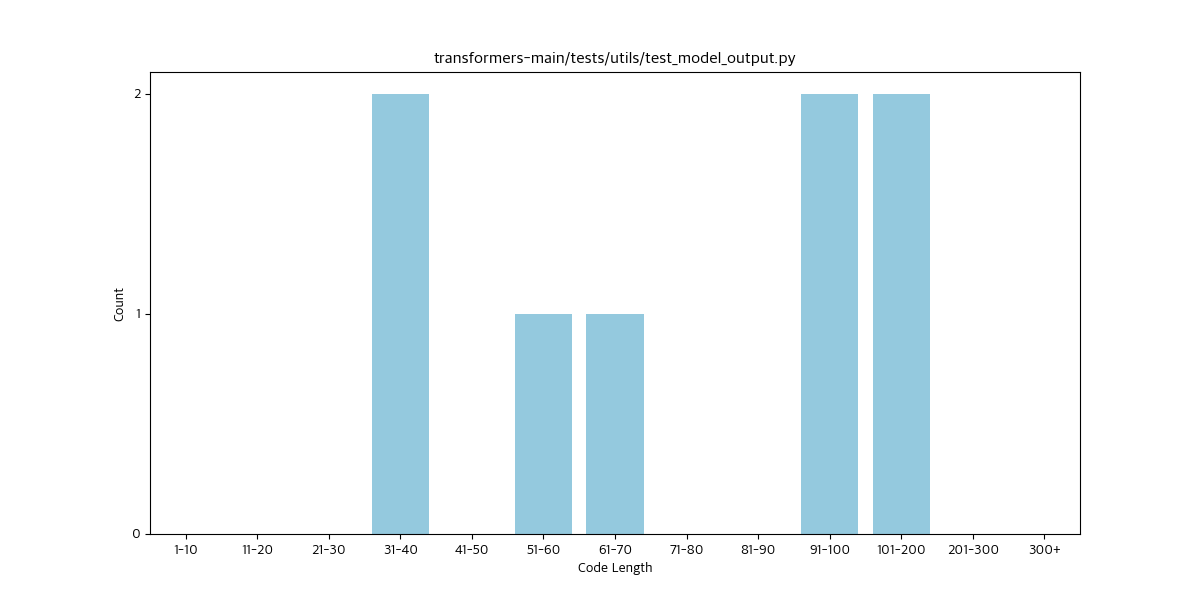 transformers-main/tests/utils/test_model_output.py
2
1
0
Count
1-10 11-20 21-30 31-40 41-50 51-60 61-70 71-80 81-90 91-100 101-200 201-300 300+
Code Length